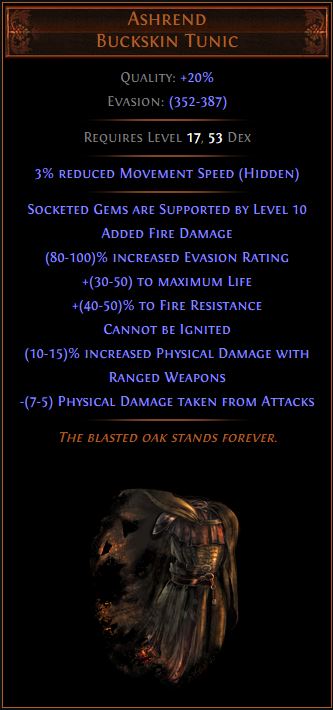 Ashrend
Buckskin Tunic
Quality: +20%
Evasion: (352-387)
Requires Level 17, 53 Dex
3% reduced Movement Speed (Hidden)
Socketed Gems are Supported by Level 10
Added Fire Damage
(80-100)% increased Evasion Rating
+(30-50) to maximum Life
+(40-50)% to Fire Resistance
Cannot be Ignited
(10-15)% increased Physical Damage with
Ranged Weapons
-(7-5) Physical Damage taken from Attacks
The blasted oak stands forever.